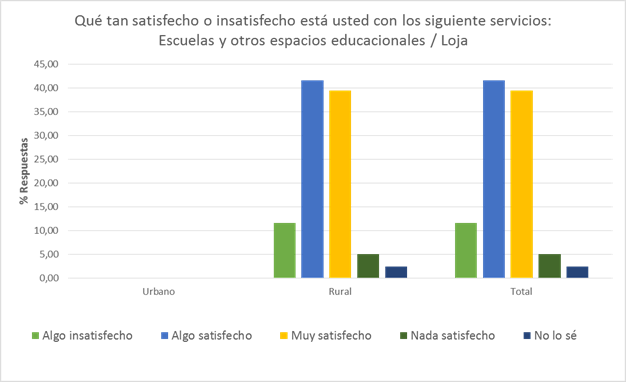 Qué tan satisfecho o insatisfecho está usted con los siguiente servicios:
Escuelas y otros espacios educacionales / Loja
% Respuestas
45,00
40,00
35,00
30,00
25,00
20,00
15,00
10,00
5,00
0,00
Urbano Rural Total
Algo insatisfecho Algo satisfecho Muy satisfecho Nada satisfecho No lo sé